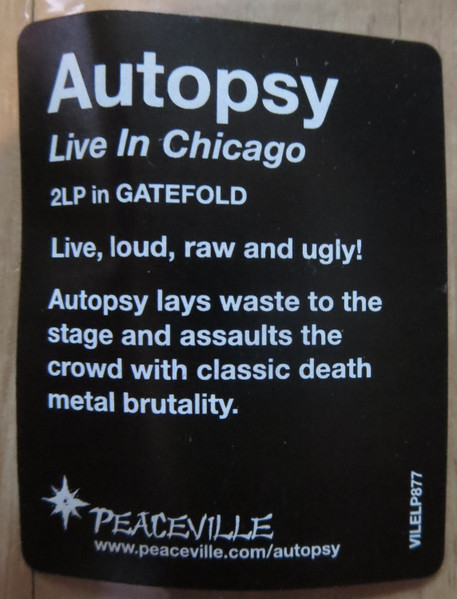 Autopsy
Live In Chicago
2LP in GATEFOLD
Live, loud, raw and ugly!
Autopsy lays waste to the
stage and assaults the
crowd with classic death
metal brutality.
PEACEVILLE
www.peaceville.com/autopsy
VILELP877